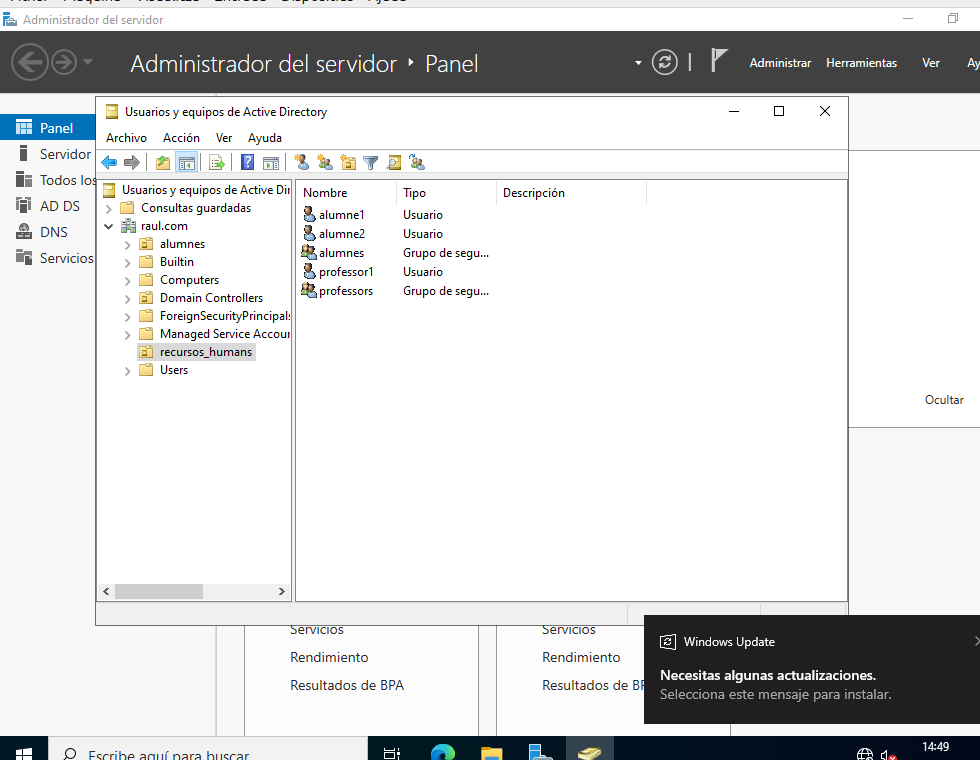 Administrador del servidor
Administrador del servidor ‣ Panel
Administrar Herramientas Ver Ay
Panel
Servidor
Todos los
AD DS
DNS
Servicios
Usuarios y equipos de Active Directory
Archivo Acción Ver Ayuda
Usuarios y equipos de Active Dir
Consultas guardadas
raul.com
alumnes
Builtin
Computers
Domain Controllers
ForeignSecurityPrincipals
Managed Service Accour
recursos_humans
Users
Nombre Tipo Descripción
alumne1 Usuario
alumne2 Usuario
alumnes Grupo de segu...
professor1 Usuario
professors Grupo de segu...
Ocultar
Servicios Servicios
Rendimiento Rendimiento
Resultados de BPA Resultados de BP
Windows Update
Necesitas algunas actualizaciones.
Selecciona este mensaje para instalar.
Escribe aquí para buscar
14:49